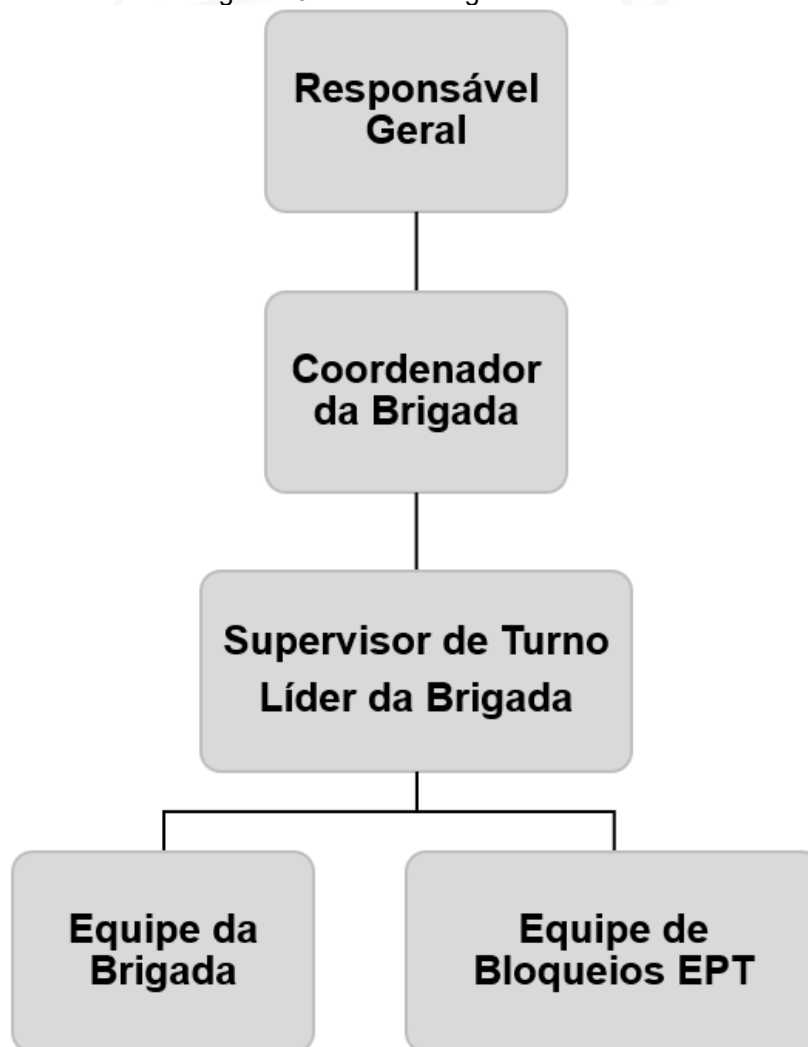 Responsável
Geral
Coordenador
da Brigada
Supervisor de Turno
Líder da Brigada
Equipe da
Brigada
Equipe de
Bloqueios EPT